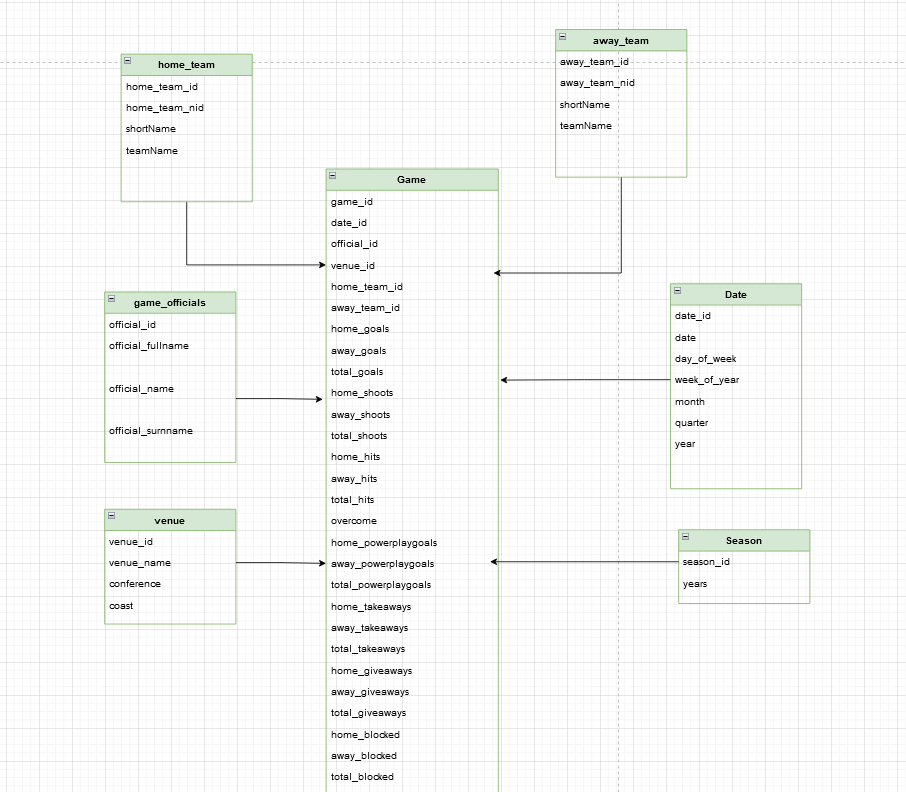 home_team
home_team_id
home_team_nid
shortName
teamName
away_team
away_team_id
away_team_nid
shortName
teamName
Game
game_id
date_id
official_id
venue_id
home_team_id
away_team_id
home_goals
away_goals
total_goals
home_shoots
away_shoots
total_shoots
home_hits
away_hits
total_hits
overcome
home_powerplaygoals
away_powerplaygoals
total_powerplaygoals
home_takeaways
away_takeaways
total_takeaways
home_giveaways
away_giveaways
total_giveaways
home_blocked
away_blocked
total_blocked
game_officials
official_id
official_fullname
official_name
official_surnname
venue
venue_id
venue_name
conference
coast
Date
date_id
date
day_of_week
week_of_year
month
quarter
year
Season
season_id
years